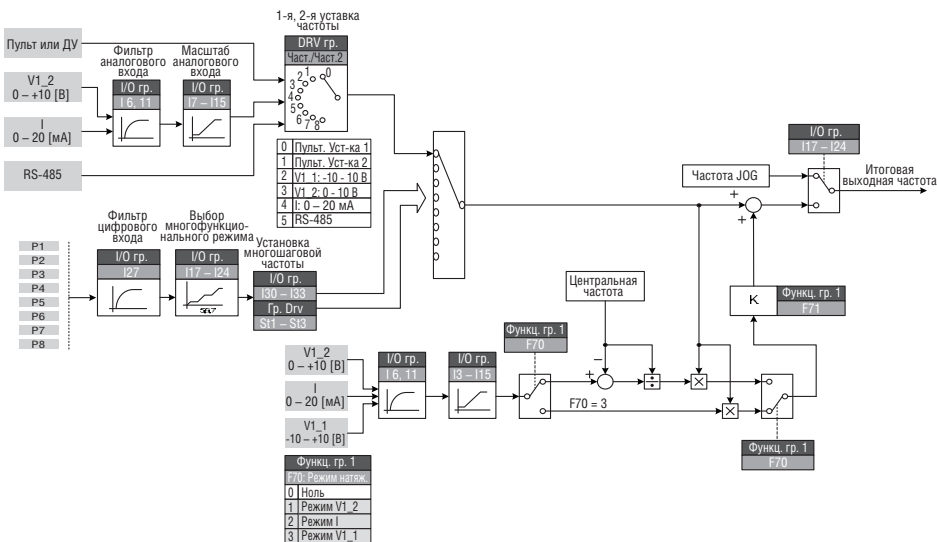 1-я, 2-я уставка
частоты
DRV гр.
Част./Част.2
Пульт или ДУ
Фильтр
аналогового
входа
Масштаб
аналогового
входа
V1_2
0 – +10 [В]
I/O гр.
I 6, 11
I/O гр.
I7 – I15
I
0 – 20 [мА]
RS-485
0
1
2
3
4
5
6
7
8
0 Пульт. Уст-ка 1
1 Пульт. Уст-ка 2
2 V1_1: -10 - 10 В
3 V1_2: 0 - 10 В
4 I: 0 – 20 мА
5 RS-485
I/O гр.
I17 – I24
Частота JOG
Итоговая
выходная частота
+
+
Фильтр
цифрового
входа
Выбор
многофункцио-
нального режима
Установка
многошаговой
частоты
P1
P2
P3
P4
P5
P6
P7
P8
I/O гр.
I27
I/O гр.
I17 – I24
I/O гр.
I30 – I33
Гр. Drv
St1 – St3
Центральная
частота
K
Функц. гр. 1
F71
V1_2
0 – +10 [В]
I
0 – 20 [мА]
V1_1
-10 – +10 [В]
I/O гр.
I 6, 11
I/O гр.
I3 – I15
Функц. гр. 1
F70
–
+
÷
×
F70 = 3
×
Функц. гр. 1
F70
Функц. гр. 1
F70: Режим натяж.
0 Ноль
1 Режим V1_2
2 Режим I
3 Режим V1_1